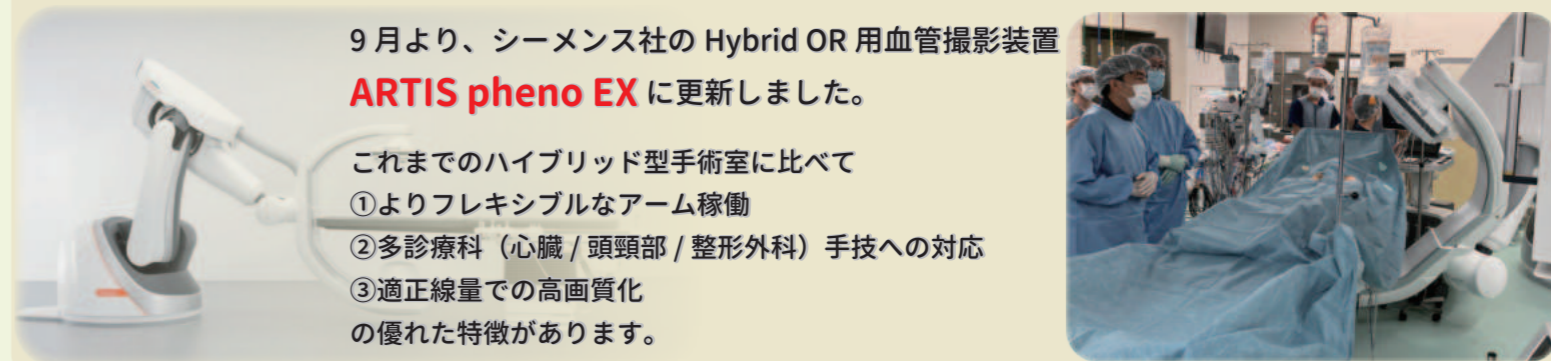 9 月より、シーメンス社の Hybrid OR 用血管撮影装置
ARTIS pheno EX に更新しました。
これまでのハイブリッド型手術室に比べて
①よりフレキシブルなアーム稼働
②多診療科（心臓 / 頭頸部 / 整形外科）手技への対応
③適正線量での高画質化
の優れた特徴があります。